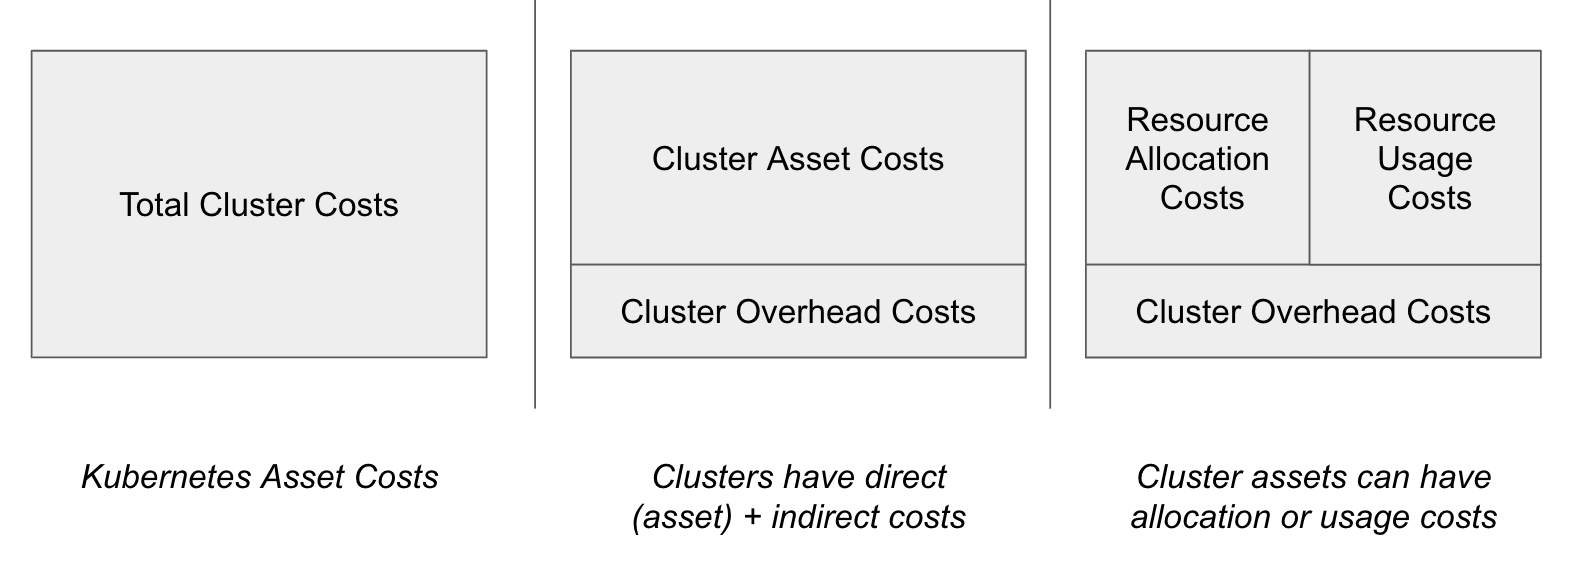 Total Cluster Costs
Kubernetes Asset Costs
Cluster Asset Costs
Cluster Overhead Costs
Clusters have direct
(asset) + indirect costs
Resource
Allocation
Costs
Resource
Usage
Costs
Cluster Overhead Costs
Cluster assets can have
allocation or usage costs